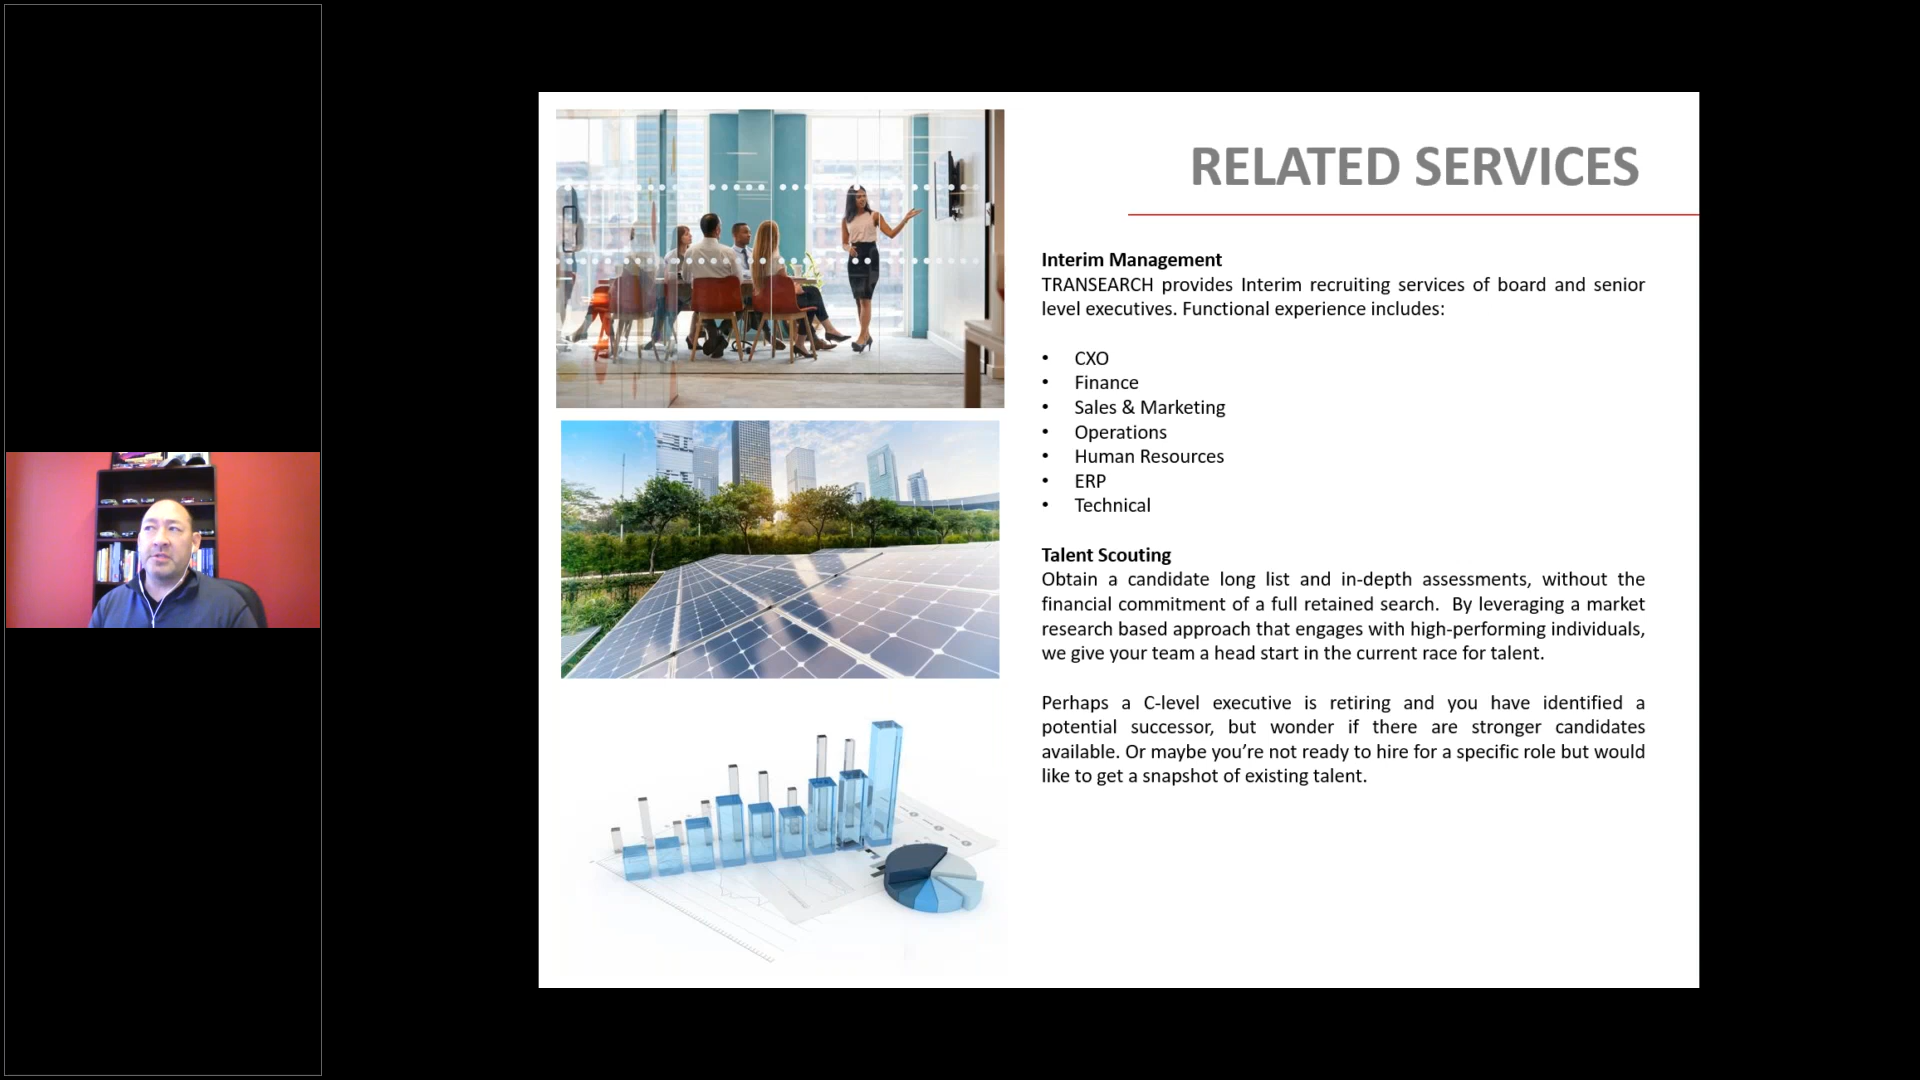 RELATED SERVICES
Interim Management
TRANSEARCH provides Interim recruiting services of board and senior
level executives. Functional experience includes:
• CXO
• Finance
• Sales & Marketing
• Operations
• Human Resources
• ERP
• Technical
Talent Scouting
Obtain a candidate long list and in-depth assessments, without the
financial commitment of a full retained search.  By leveraging a market
research based approach that engages with high-performing individuals,
we give your team a head start in the current race for talent.
Perhaps a C-level executive is retiring and you have identified a
potential successor, but wonder if there are stronger candidates
available. Or maybe you’re not ready to hire for a specific role but would
like to get a snapshot of existing talent.